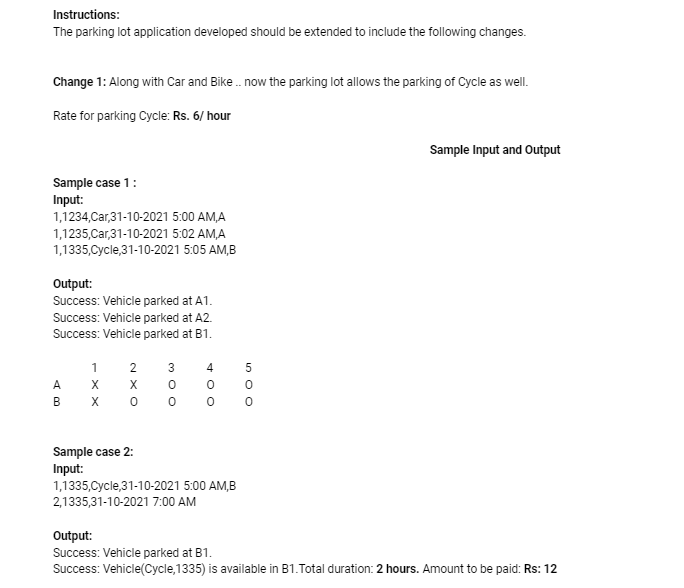 Instructions:
The parking lot application developed should be extended to include the following changes.
Change 1: Along with Car and Bike .. now the parking lot allows the parking of Cycle as well.
Rate for parking Cycle: Rs. 6/ hour
Sample Input and Output
Sample case 1 :
Input:
1,1234,Car,31-10-2021 5:00 AM,A
1,1235,Car,31-10-2021 5:02 AM,A
1,1335,Cycle,31-10-2021 5:05 AM,B
Output:
Success: Vehicle parked at A1.
Success: Vehicle parked at A2.
Success: Vehicle parked at B1.
1 2 3 4 5
A X X O O O
B X O O O O
Sample case 2:
Input:
1,1335,Cycle,31-10-2021 5:00 AM,B
2,1335,31-10-2021 7:00 AM
Output:
Success: Vehicle parked at B1.
Success: Vehicle(Cycle,1335) is available in B1.Total duration: 2 hours. Amount to be paid: Rs: 12